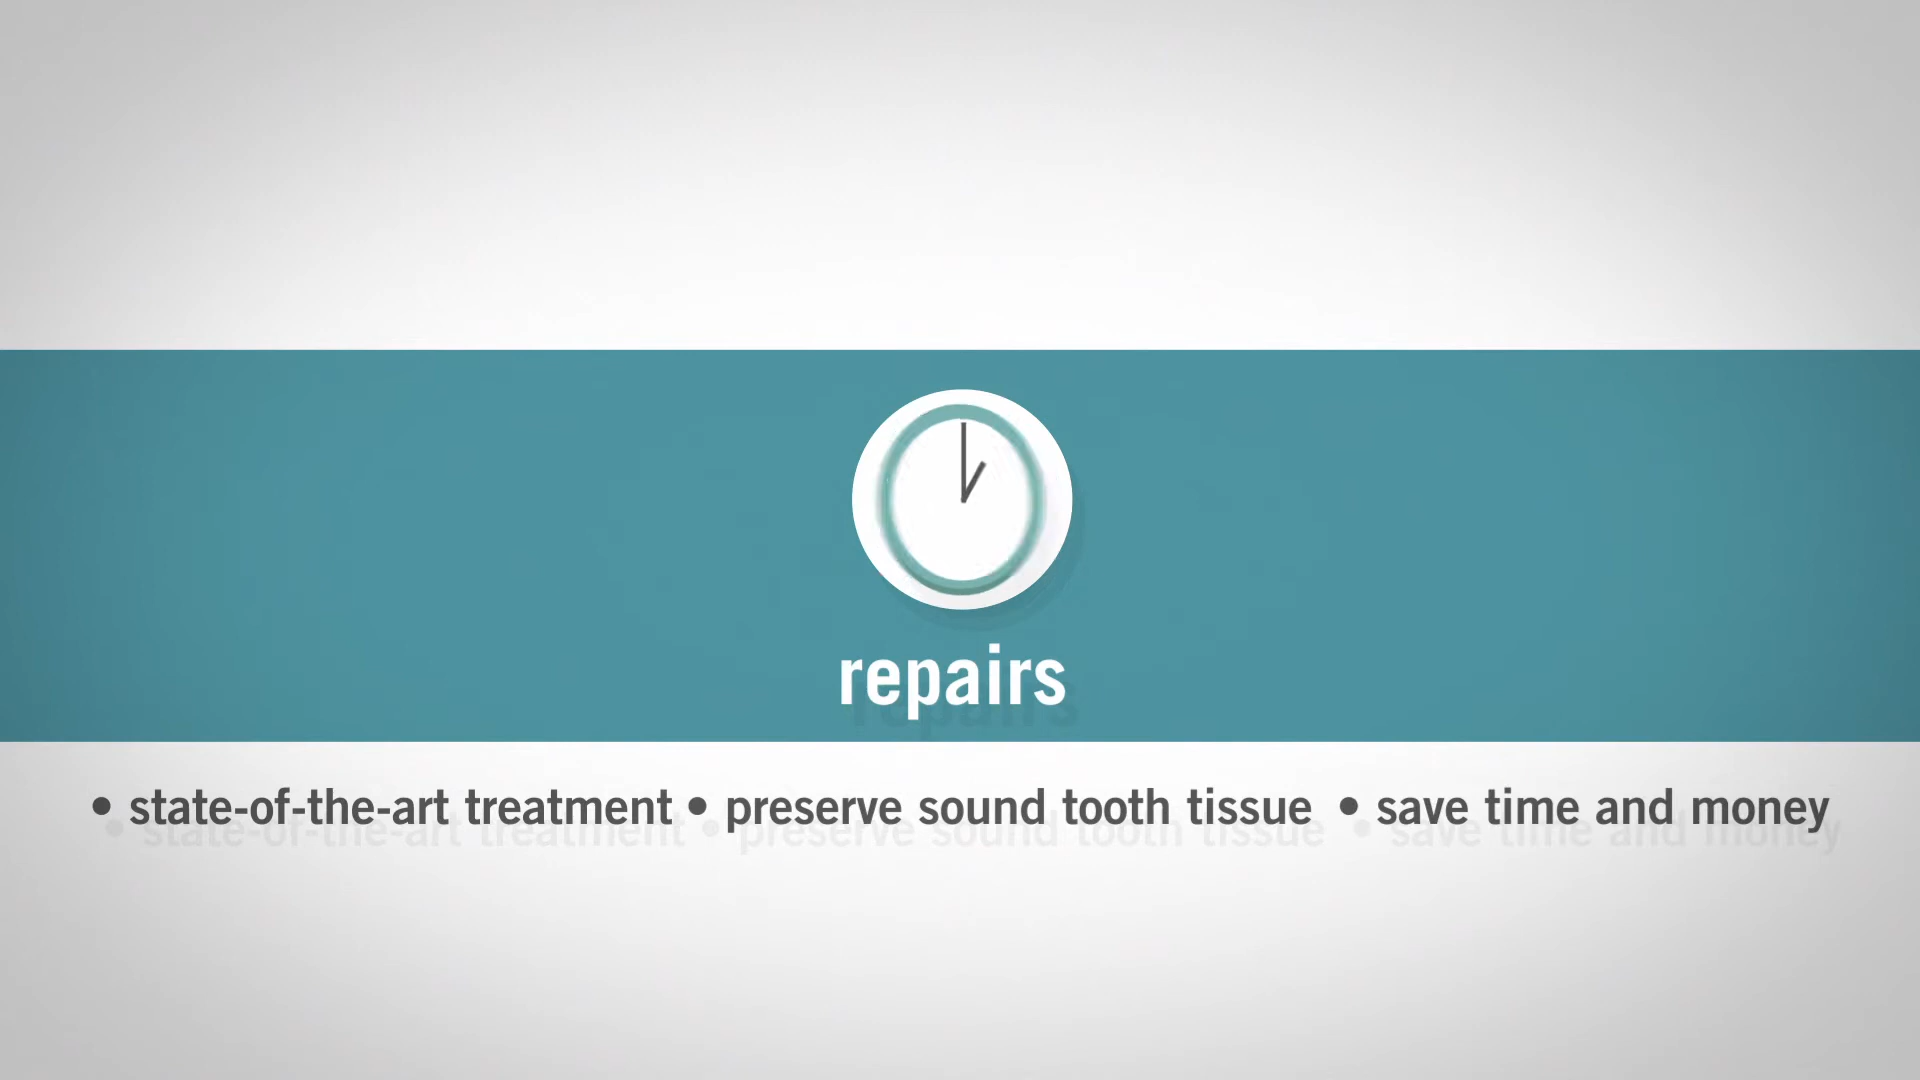 repairs
• state-of-the-art treatment • preserve sound tooth tissue • save time and money